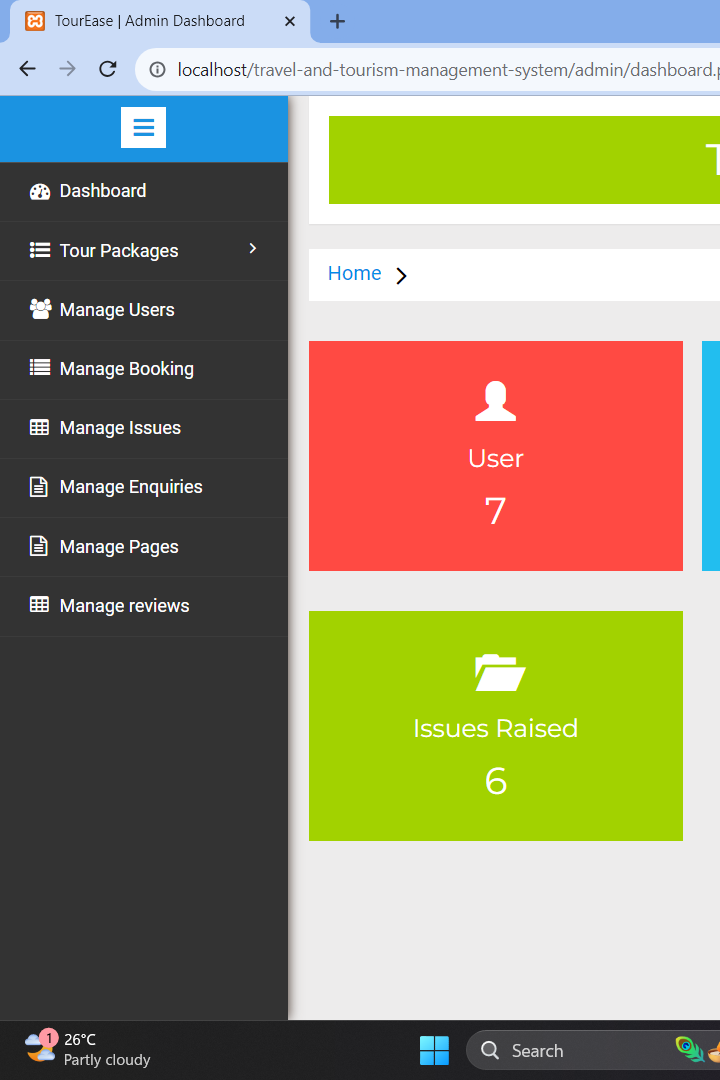 TourEase | Admin Dashboard
localhost/travel-and-tourism-management-system/admin/dashboard.p
T
Dashboard
Tour Packages
Manage Users
Manage Booking
Manage Issues
Manage Enquiries
Manage Pages
Manage reviews
Home
User
7
Issues Raised
6
1
26°C
Partly cloudy
Search